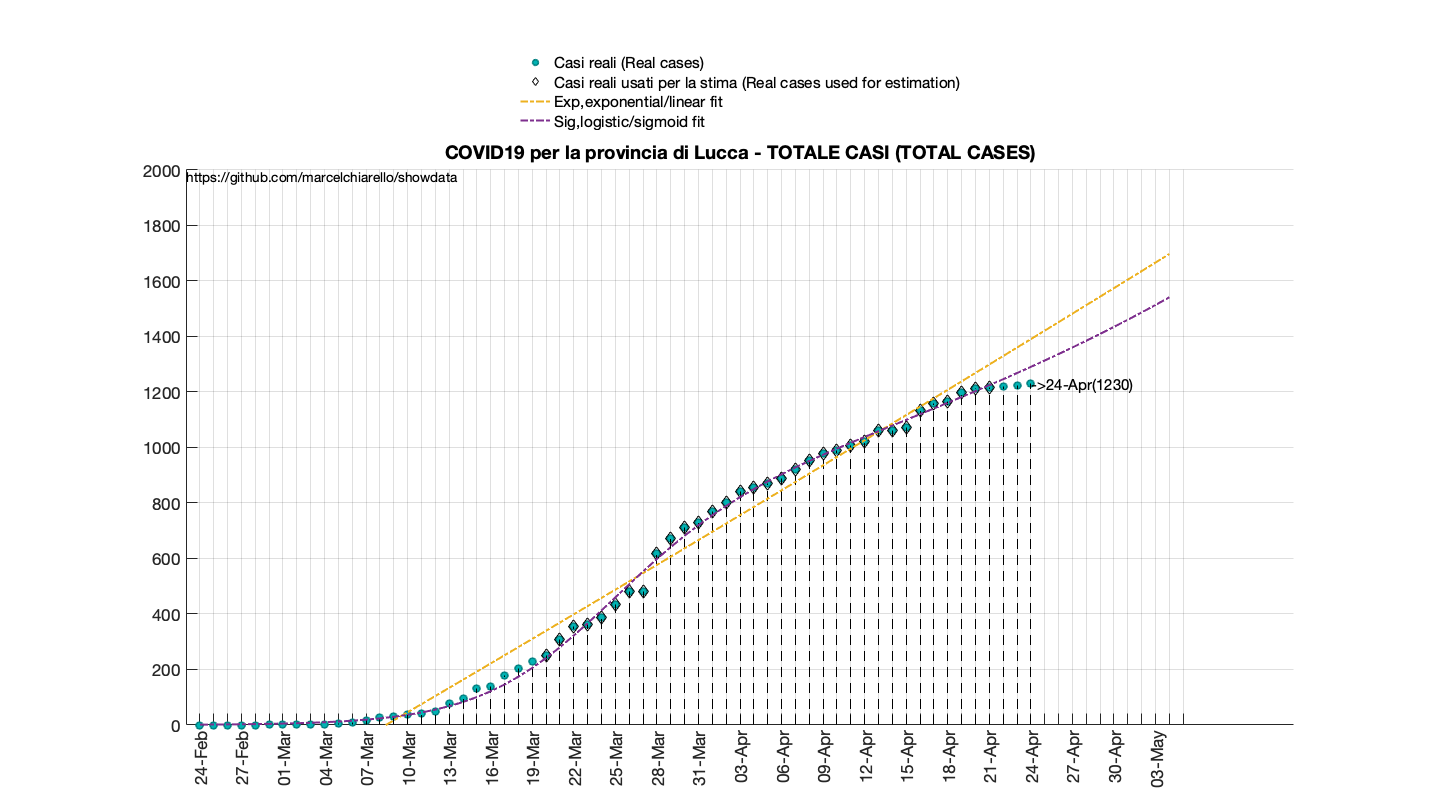 Casi reali (Real cases)
Casi reali usati per la stima (Real cases used for estimation)
Exp,exponential/linear fit
Sig,logistic/sigmoid fit
COVID19 per la provincia di Lucca - TOTALE CASI (TOTAL CASES)
https://github.com/marcelchiarello/showdata
2000
1800
1600
1400
1200
1000
800
600
400
200
0
>24-Apr(1230)
24-Feb
27-Feb
01-Mar
04-Mar
07-Mar
10-Mar
13-Mar
16-Mar
19-Mar
22-Mar
25-Mar
28-Mar
31-Mar
03-Apr
06-Apr
09-Apr
12-Apr
15-Apr
18-Apr
21-Apr
24-Apr
27-Apr
30-Apr
03-May